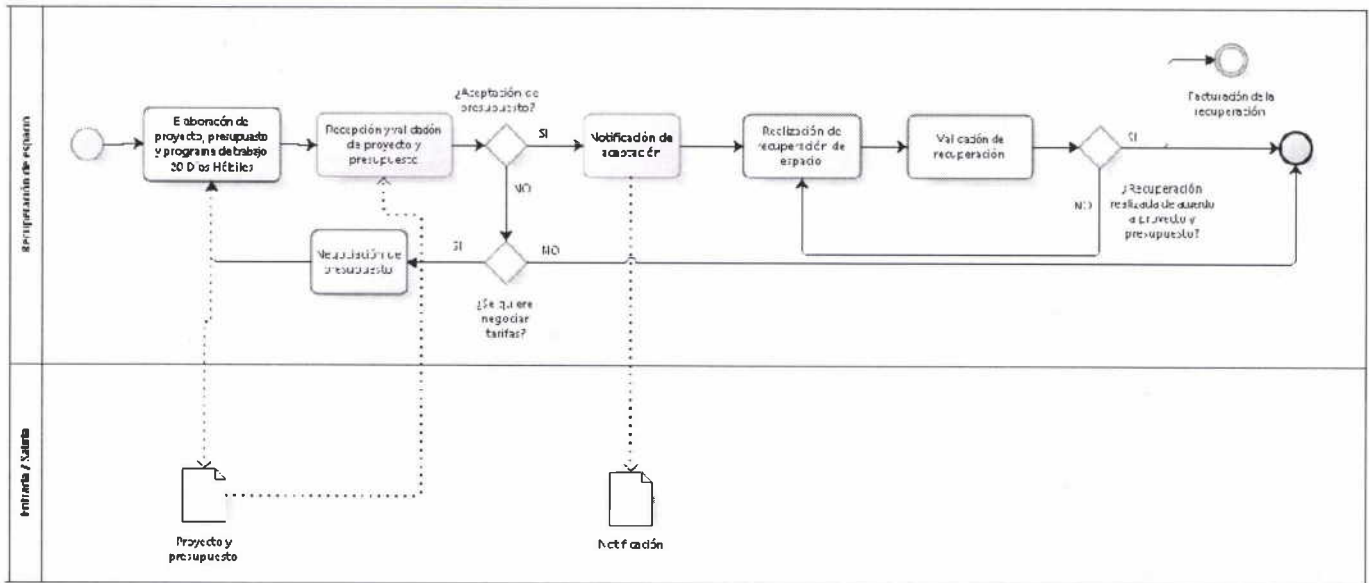 Recuperación de espacio
Elaboración de
proyecto, presupuesto
y programa de trabajo
20 Días Hábiles
Recepción y validación
de proyecto y
presupuesto
¿Aceptación de
presupuesto?
SI
NO
Notificación de
aceptación
Realización de
recuperación de
espacio
Validación de
recuperación
SI
NO
¿Recuperación
realizada de acuerdo
a proyecto y
presupuesto?
Facturación de la
recuperación
Negociación de
presupuesto
SI
NO
¿Se quiere
negociar
tarifas?
Entrada / Salida
Proyecto y
presupuesto
Notificación